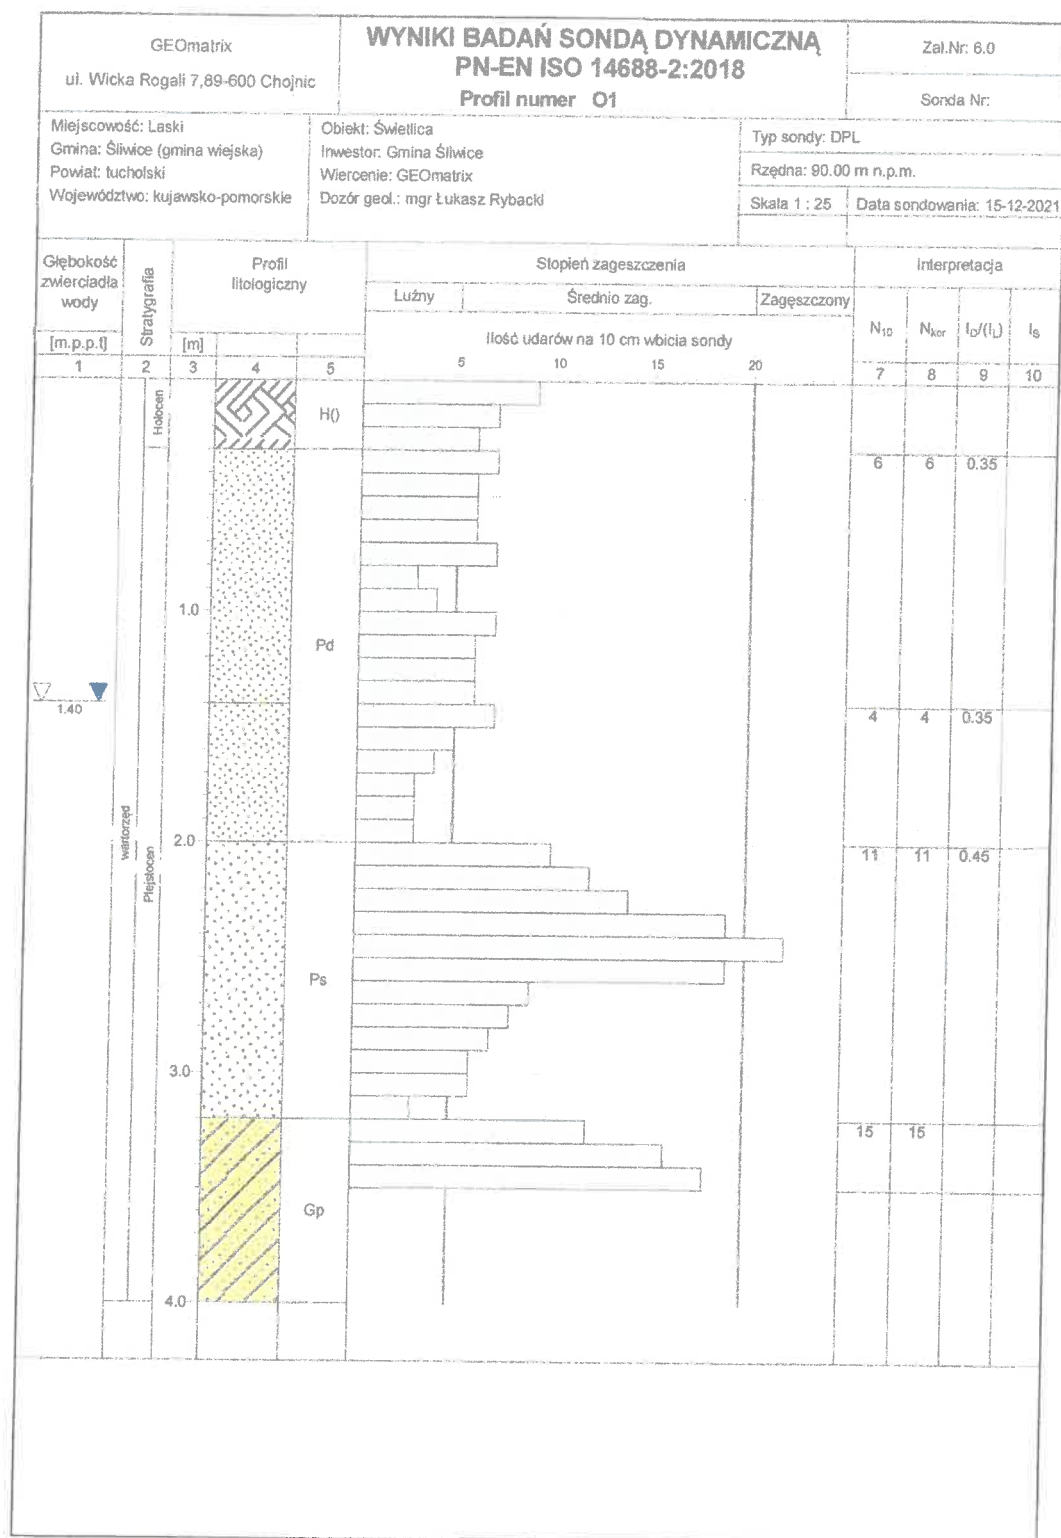 GEOmatrix
ul. Wicka Rogali 7,89-600 Chojnic
WYNIKI BADAŃ SONDĄ DYNAMICZNĄ
PN-EN ISO 14688-2:2018
Profil numer O1
Zal.Nr: 6.0
Sonda Nr:
Miejscowość: Laski
Gmina: Śliwice (gmina wiejska)
Powiat: tucholski
Województwo: kujawsko-pomorskie
Obiekt: Świetlica
Inwestor: Gmina Śliwice
Wiercenie: GEOmatrix
Dozór geol.: mgr Łukasz Rybacki
Typ sondy: DPL
Rzędna: 90.00 m n.p.m.
Skala 1 : 25
Data sondowania: 15-12-2021
Głębokość
zwierciadła
wody
[m.p.p.t]
Stratygrafia
Profil
litologiczny
[m]
Stopień zageszczenia
Luźny
Średnio zag.
Zagęszczony
Ilość udarów na 10 cm wbicia sondy
5 10 15 20
Interpretacja
N10 Nkor ID/(IL) IS
1 2 3 4 5 7 8 9 10
Holocen
H()
6 6 0.35
1.0
Pd
1.40
4 4 0.35
wartorzęd
Plejstocen
2.0
11 11 0.45
Ps
3.0
15 15
Gp
4.0